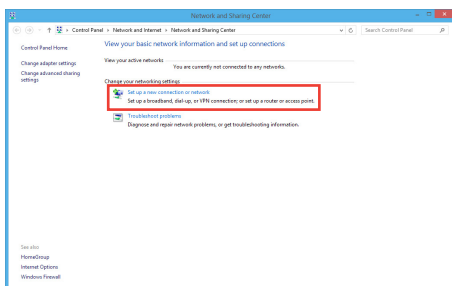 Network and Sharing Center
Control Panel Network and Internet Network and Sharing Center
Search Control Panel
Control Panel Home
Change adapter settings
Change advanced sharing
settings
View your basic network information and set up connections
View your active networks
You are currently not connected to any networks.
Change your networking settings
Set up a new connection or network
Set up a broadband, dial-up, or VPN connection; or set up a router or access point.
Troubleshoot problems
Diagnose and repair network problems, or get troubleshooting information.
See also
HomeGroup
Internet Options
Windows Firewall